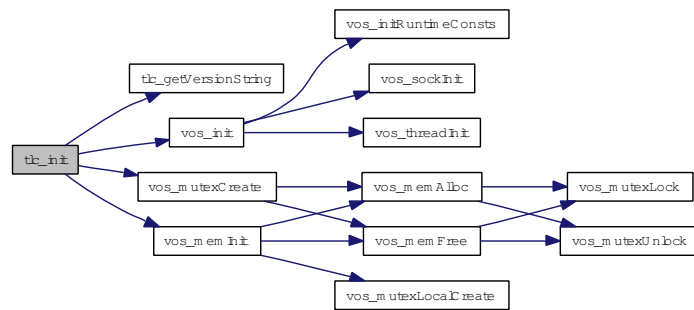 vos_initRuntimeConsts
tlc_getVersionString
vos_sockInit
vos_init
vos_threadInit
tlc_init
vos_mutexCreate
vos_memAlloc
vos_mutexLock
vos_memInit
vos_memFree
vos_mutexUnlock
vos_mutexLocalCreate